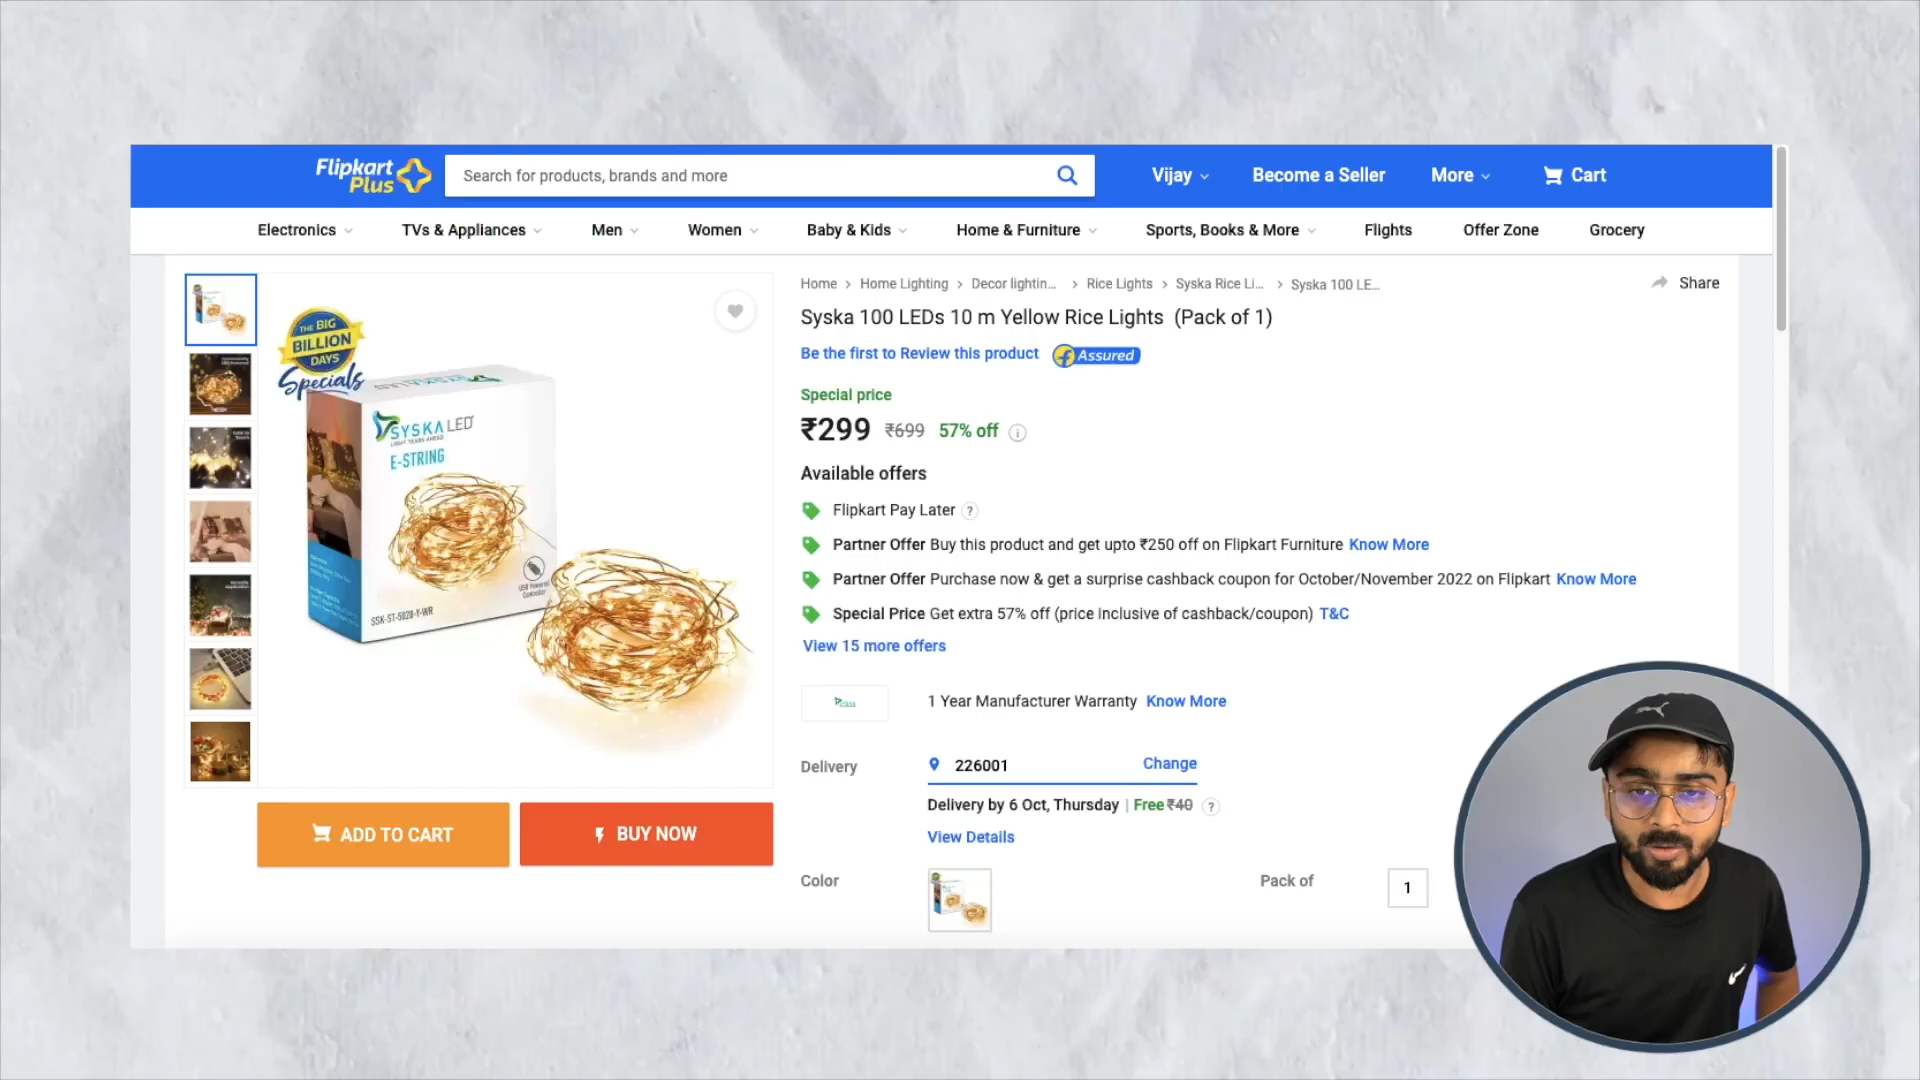 Flipkart
Plus
Search for products, brands and more
Vijay
Become a Seller
More
Cart
Electronics
TVs & Appliances
Men
Women
Baby & Kids
Home & Furniture
Sports, Books & More
Flights
Offer Zone
Grocery
Home > Home Lighting > Decor lightin... > Rice Lights > Syska Rice Li... > Syska 100 LE...
Share
Syska 100 LEDs 10 m Yellow Rice Lights (Pack of 1)
Be the first to Review this product
Assured
THE BIG
BILLION
DAYS
Specials
SYSKA LED
E-STRING
USB Powered
Controller
SSK-ST-5028-Y-WR
Special price
₹299 ₹699 57% off
Available offers
Flipkart Pay Later ?
Partner Offer Buy this product and get upto ₹250 off on Flipkart Furniture Know More
Partner Offer Purchase now & get a surprise cashback coupon for October/November 2022 on Flipkart Know More
Special Price Get extra 57% off (price inclusive of cashback/coupon) T&C
View 15 more offers
1 Year Manufacturer Warranty Know More
Delivery
226001
Change
Delivery by 6 Oct, Thursday | Free ₹40 ?
View Details
ADD TO CART
BUY NOW
Color
Pack of
1